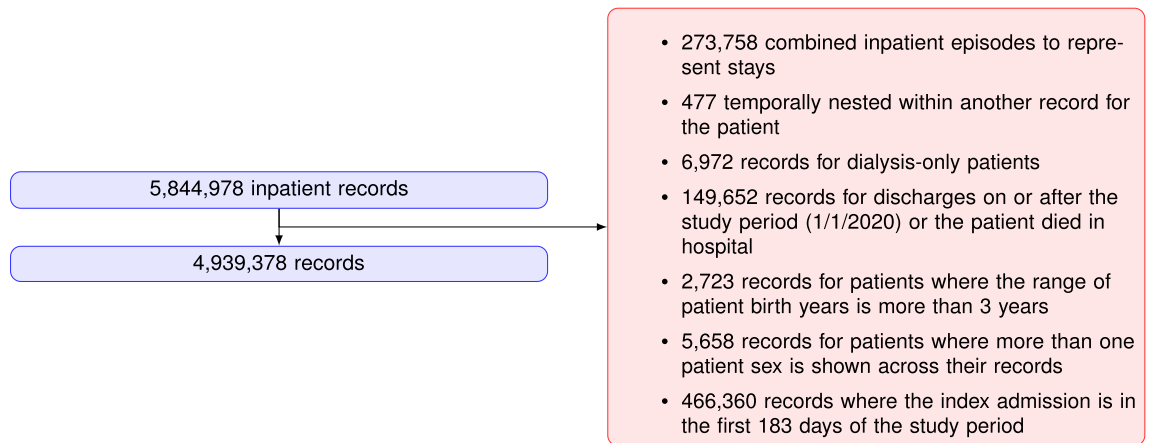 5,844,978 inpatient records
4,939,378 records
• 273,758 combined inpatient episodes to repre-
sent stays
• 477 temporally nested within another record for
the patient
• 6,972 records for dialysis-only patients
• 149,652 records for discharges on or after the
study period (1/1/2020) or the patient died in
hospital
• 2,723 records for patients where the range of
patient birth years is more than 3 years
• 5,658 records for patients where more than one
patient sex is shown across their records
• 466,360 records where the index admission is in
the first 183 days of the study period